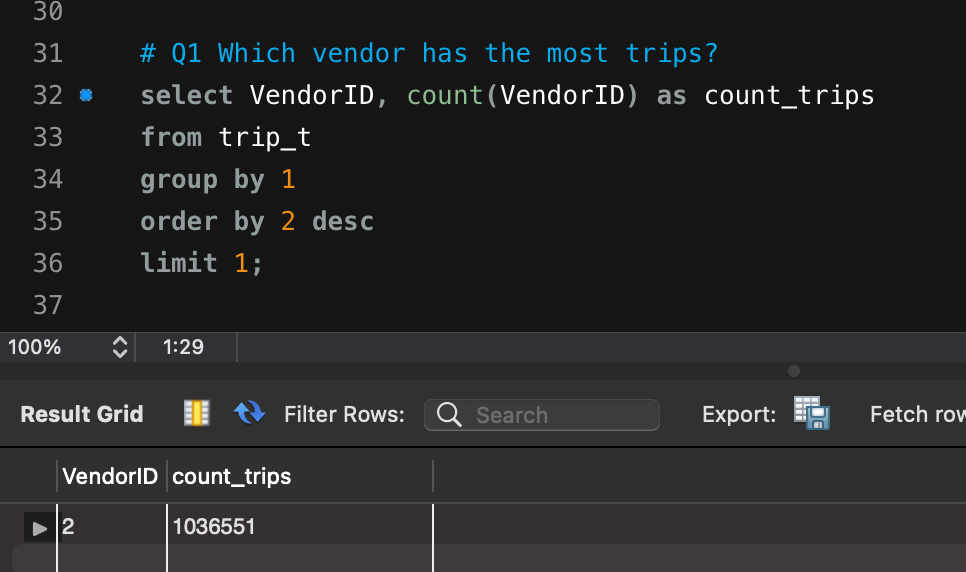 30
31 # Q1 Which vendor has the most trips?
32 select VendorID, count(VendorID) as count_trips
33 from trip_t
34 group by 1
35 order by 2 desc
36 limit 1;
37
100% 1:29
Result Grid Filter Rows: Search Export: Fetch row
VendorID count_trips
2 1036551